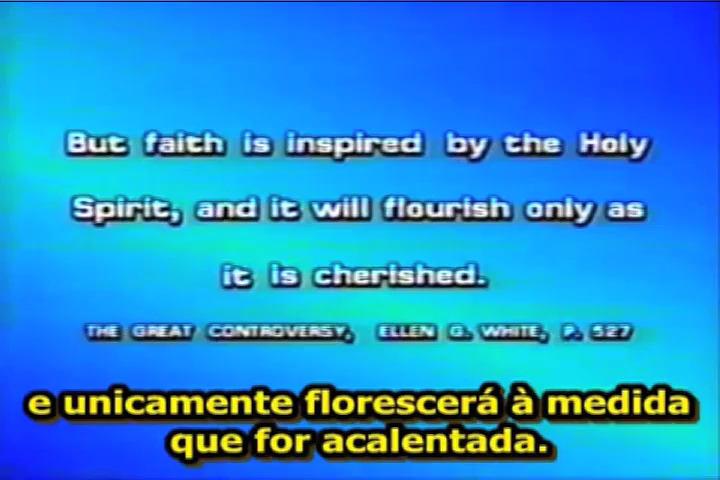 But faith is inspired by the Holy
Spirit, and it will flourish only as
it is cherished.
THE GREAT CONTROVERSY, ELLEN G. WHITE, P. 527
e unicamente florescerá à medida
que for acalentada.